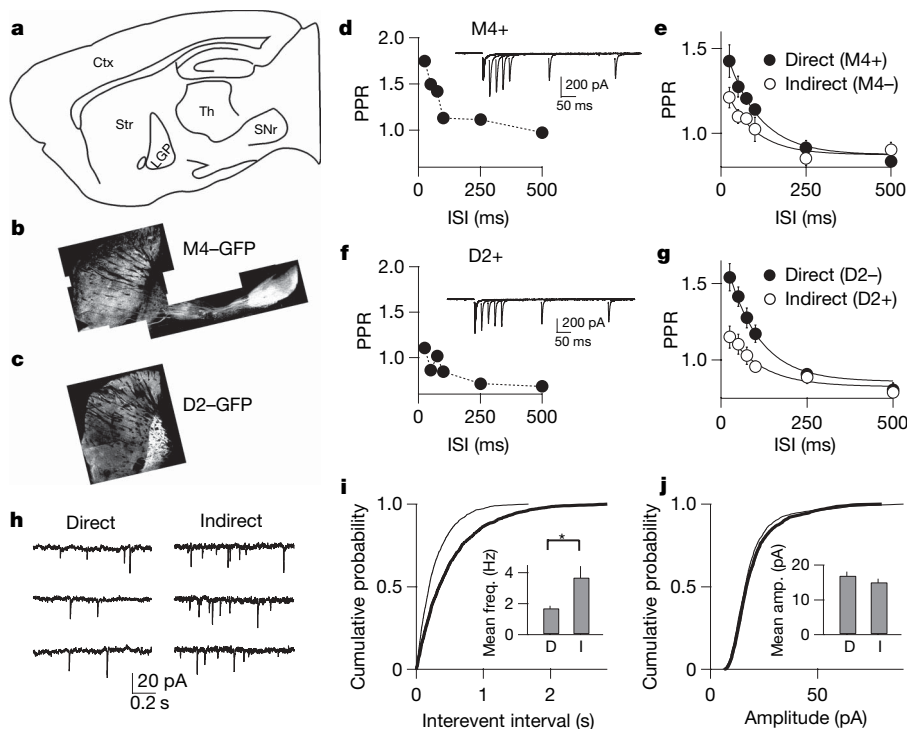 a
Ctx
Str
Th
LGP
SNr
b
M4–GFP
c
D2–GFP
d
M4+
2.0
1.0
PPR
200 pA
50 ms
0 250 500
ISI (ms)
e
Direct (M4+)
Indirect (M4–)
1.5
1.0
PPR
0 250 500
ISI (ms)
f
D2+
2.0
1.0
PPR
200 pA
50 ms
0 250 500
ISI (ms)
g
Direct (D2–)
Indirect (D2+)
1.5
1.0
PPR
0 250 500
ISI (ms)
h
Direct Indirect
20 pA
0.2 s
i
Cumulative probability
1.0
0.5
0
Mean freq. (Hz)
4
2
0
*
D I
0 1 2
Interevent interval (s)
j
Cumulative probability
1.0
0.5
0
Mean amp. (pA)
20
10
0
D I
0 50
Amplitude (pA)